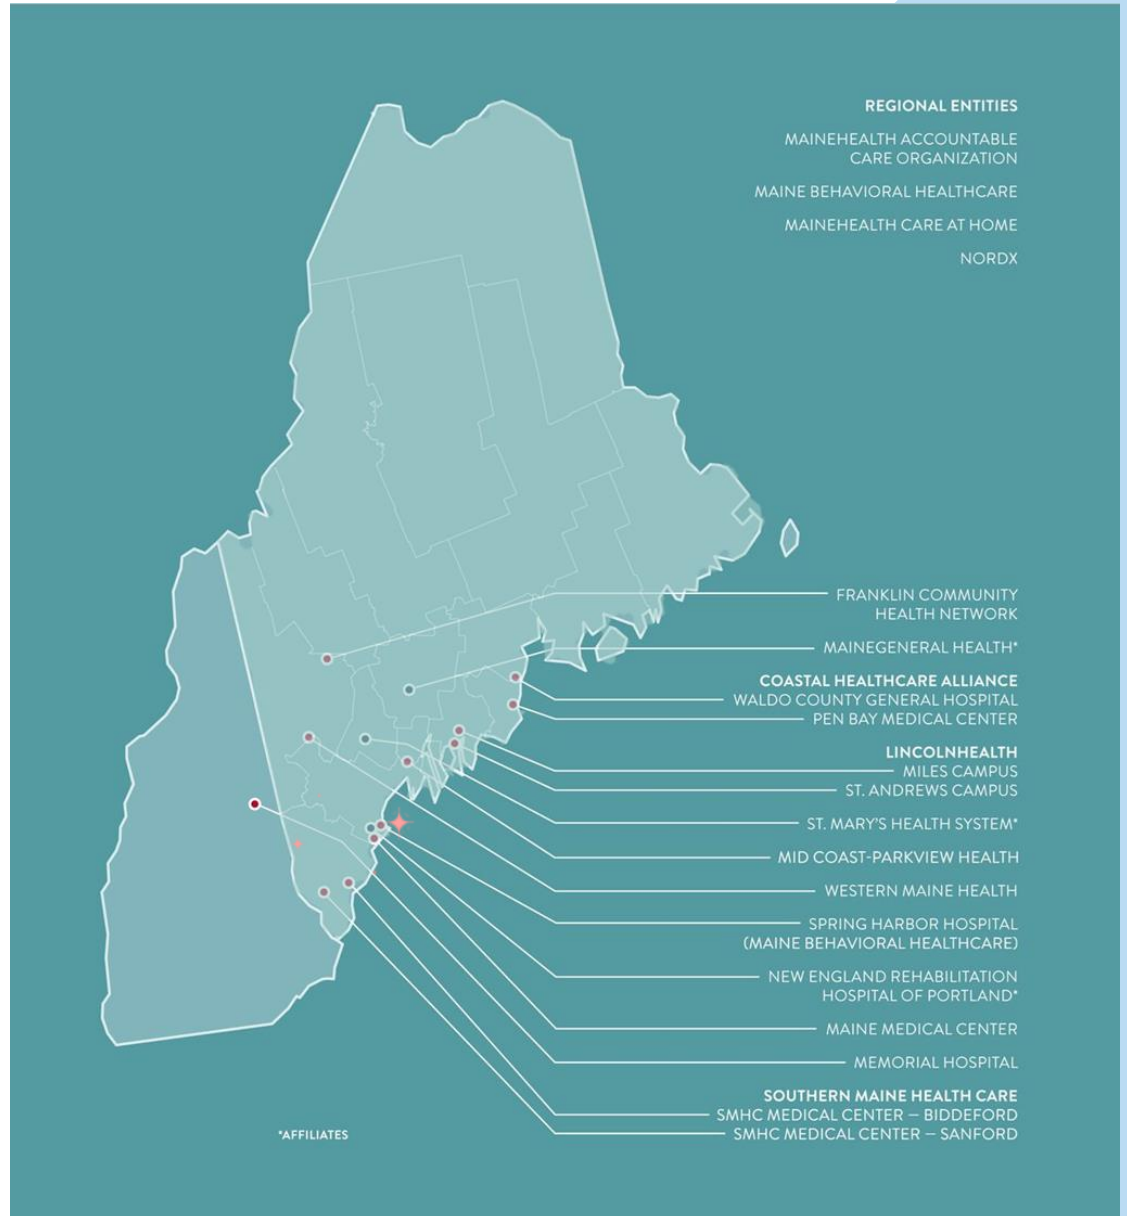 REGIONAL ENTITIES
MAINEHEALTH ACCOUNTABLE
CARE ORGANIZATION
MAINE BEHAVIORAL HEALTHCARE
MAINEHEALTH CARE AT HOME
NORDX
FRANKLIN COMMUNITY
HEALTH NETWORK
MAINEGENERAL HEALTH*
COASTAL HEALTHCARE ALLIANCE
WALDO COUNTY GENERAL HOSPITAL
PEN BAY MEDICAL CENTER
LINCOLNHEALTH
MILES CAMPUS
ST. ANDREWS CAMPUS
ST. MARY'S HEALTH SYSTEM*
MID COAST-PARKVIEW HEALTH
WESTERN MAINE HEALTH
SPRING HARBOR HOSPITAL
(MAINE BEHAVIORAL HEALTHCARE)
NEW ENGLAND REHABILITATION
HOSPITAL OF PORTLAND*
MAINE MEDICAL CENTER
MEMORIAL HOSPITAL
SOUTHERN MAINE HEALTH CARE
SMHC MEDICAL CENTER – BIDDEFORD
SMHC MEDICAL CENTER – SANFORD
*AFFILIATES